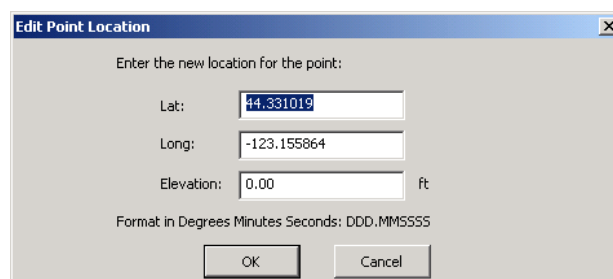 Edit Point Location
Enter the new location for the point:
Lat: 44.331019
Long: -123.155864
Elevation: 0.00 ft
Format in Degrees Minutes Seconds: DDD.MMSSSS
OK Cancel